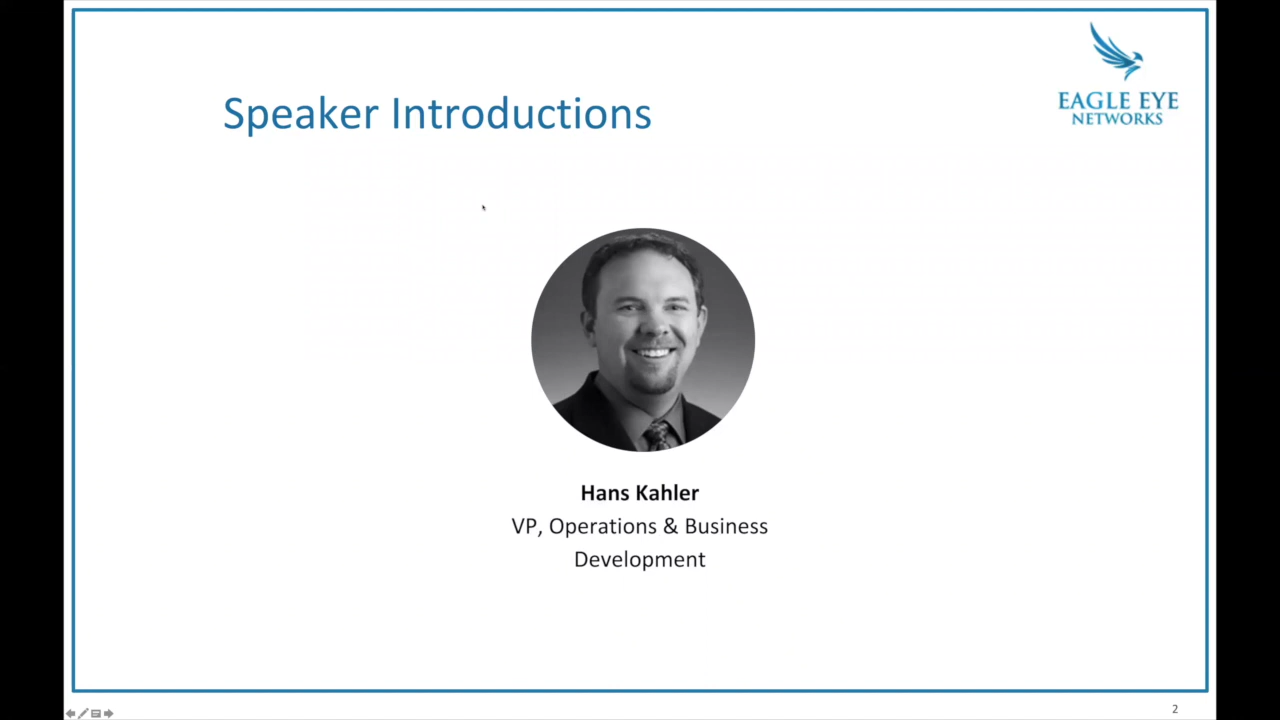 Speaker Introductions
EAGLE EYE
NETWORKS
Hans Kahler
VP, Operations & Business
Development
2